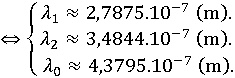 ⇔ { λ₁ ≈ 2,7875.10⁻⁷ (m).
λ₂ ≈ 3,4844.10⁻⁷ (m).
λ₀ ≈ 4,3795.10⁻⁷ (m).